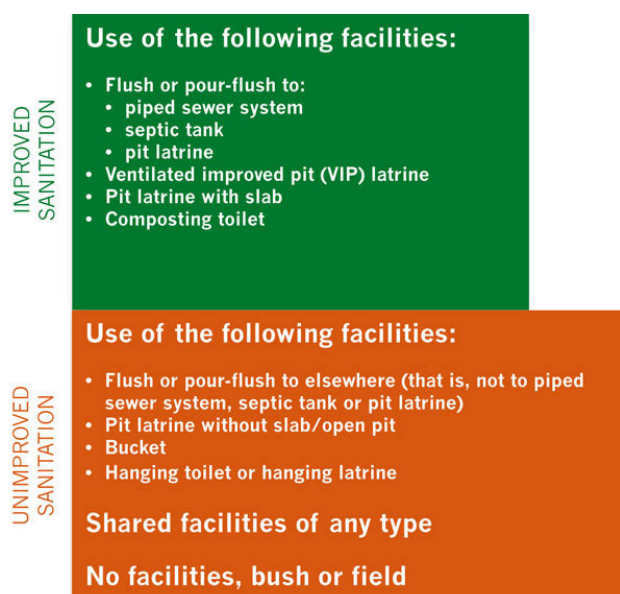 IMPROVED
SANITATION
Use of the following facilities:
• Flush or pour-flush to:
• piped sewer system
• septic tank
• pit latrine
• Ventilated improved pit (VIP) latrine
• Pit latrine with slab
• Composting toilet
UNIMPROVED
SANITATION
Use of the following facilities:
• Flush or pour-flush to elsewhere (that is, not to piped
sewer system, septic tank or pit latrine)
• Pit latrine without slab/open pit
• Bucket
• Hanging toilet or hanging latrine
Shared facilities of any type
No facilities, bush or field